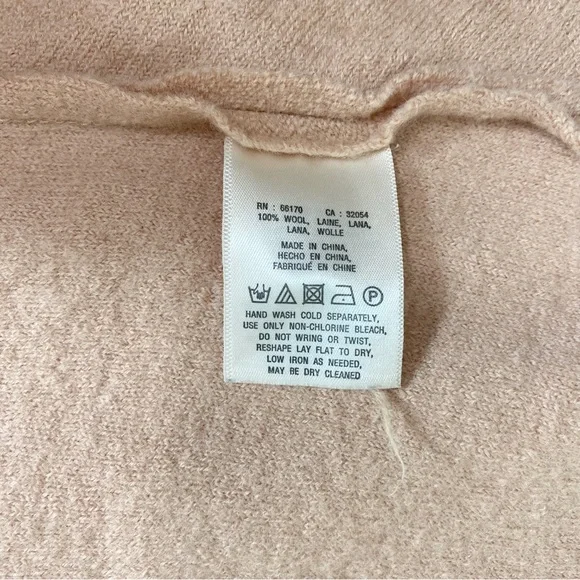 RN : 66170 CA : 32054
100% WOOL, LAINE, LANA,
LANA, WOLLE
MADE IN CHINA,
HECHO EN CHINA,
FABRIQUÉ EN CHINE
P
HAND WASH COLD SEPARATELY,
USE ONLY NON-CHLORINE BLEACH,
DO NOT WRING OR TWIST,
RESHAPE LAY FLAT TO DRY,
LOW IRON AS NEEDED,
MAY BE DRY CLEANED